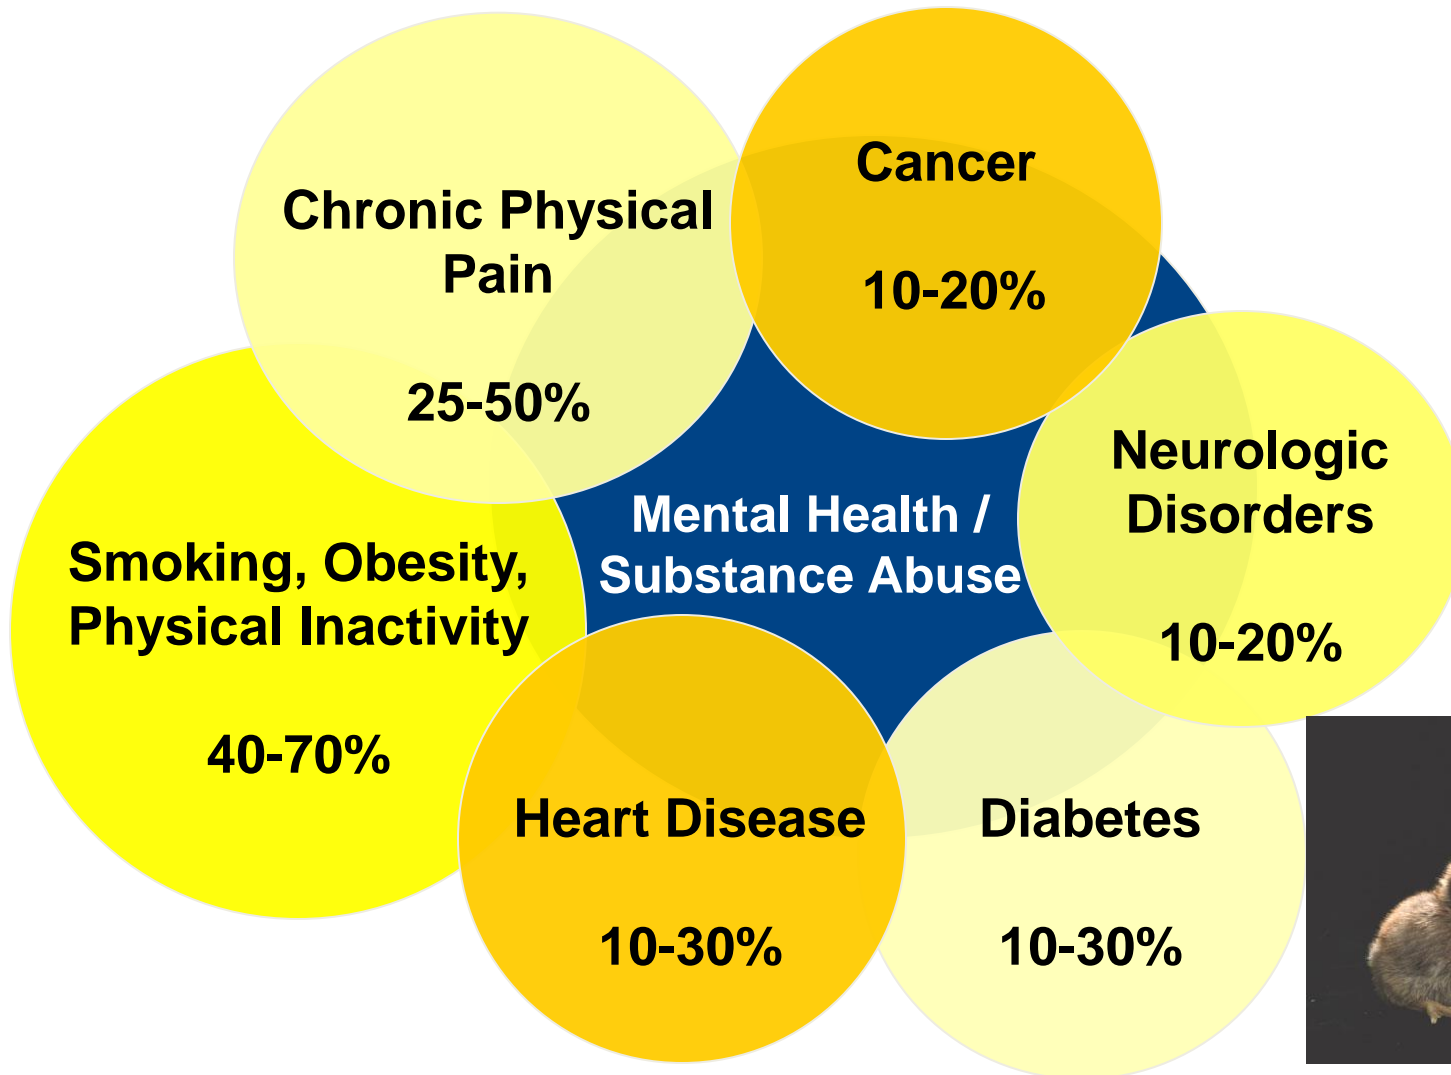 Cancer
10-20%
Chronic Physical
Pain
25-50%
Neurologic
Disorders
10-20%
Mental Health /
Substance Abuse
Smoking, Obesity,
Physical Inactivity
40-70%
Heart Disease
10-30%
Diabetes
10-30%